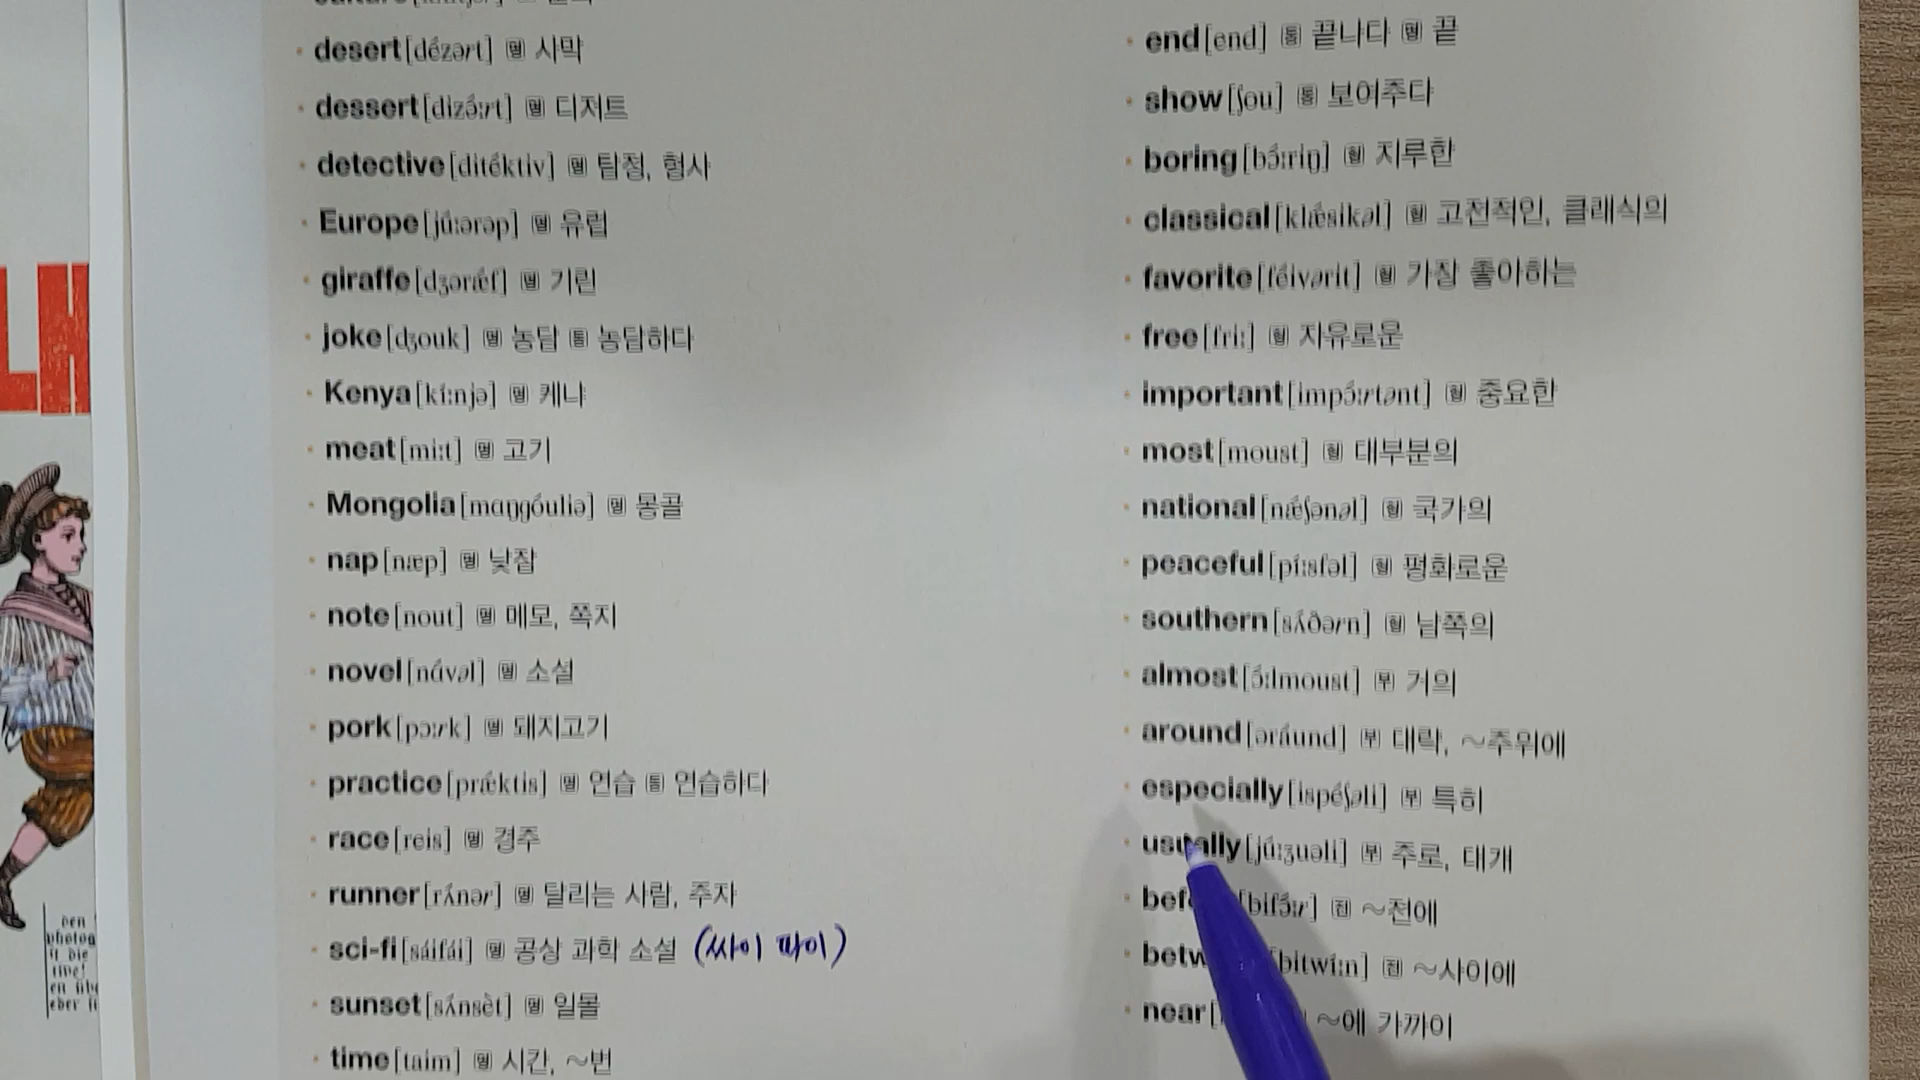 desert[dézərt] 명 사막
dessert[dizə́ːrt] 명 디저트
detective[ditéktiv] 명 탐정, 형사
Europe[júːərəp] 명 유럽
giraffe[dʒərǽf] 명 기린
joke[dʒouk] 명 농담 동 농담하다
Kenya[kíːnjə] 명 케냐
meat[miːt] 명 고기
Mongolia[mɑŋgóuliə] 명 몽골
nap[næp] 명 낮잠
note[nout] 명 메모, 쪽지
novel[nɑ́vəl] 명 소설
pork[pɔːrk] 명 돼지고기
practice[prǽktis] 명 연습 동 연습하다
race[reis] 명 경주
runner[rʌ́nər] 명 달리는 사람, 주자
sci-fi[sáifái] 명 공상 과학 소설 (싸이 파이)
sunset[sʌ́nsèt] 명 일몰
time[taim] 명 시간, ~번
end[end] 동 끝나다 명 끝
show[ʃou] 동 보여주다
boring[bɔ́ːriŋ] 형 지루한
classical[klǽsikəl] 형 고전적인, 클래식의
favorite[féivərit] 형 가장 좋아하는
free[friː] 형 자유로운
important[impɔ́ːrtənt] 형 중요한
most[moust] 형 대부분의
national[nǽʃənəl] 형 국가의
peaceful[píːsfəl] 형 평화로운
southern[sʌ́ðərn] 형 남쪽의
almost[ɔ́ːlmoust] 부 거의
around[əráund] 부 대략, ~주위에
especially[ispéʃəli] 부 특히
usually[júːʒuəli] 부 주로, 대개
[bifɔ́ːr] 전 ~전에
[bitwíːn] 전 ~사이에
near[ ~에 가까이